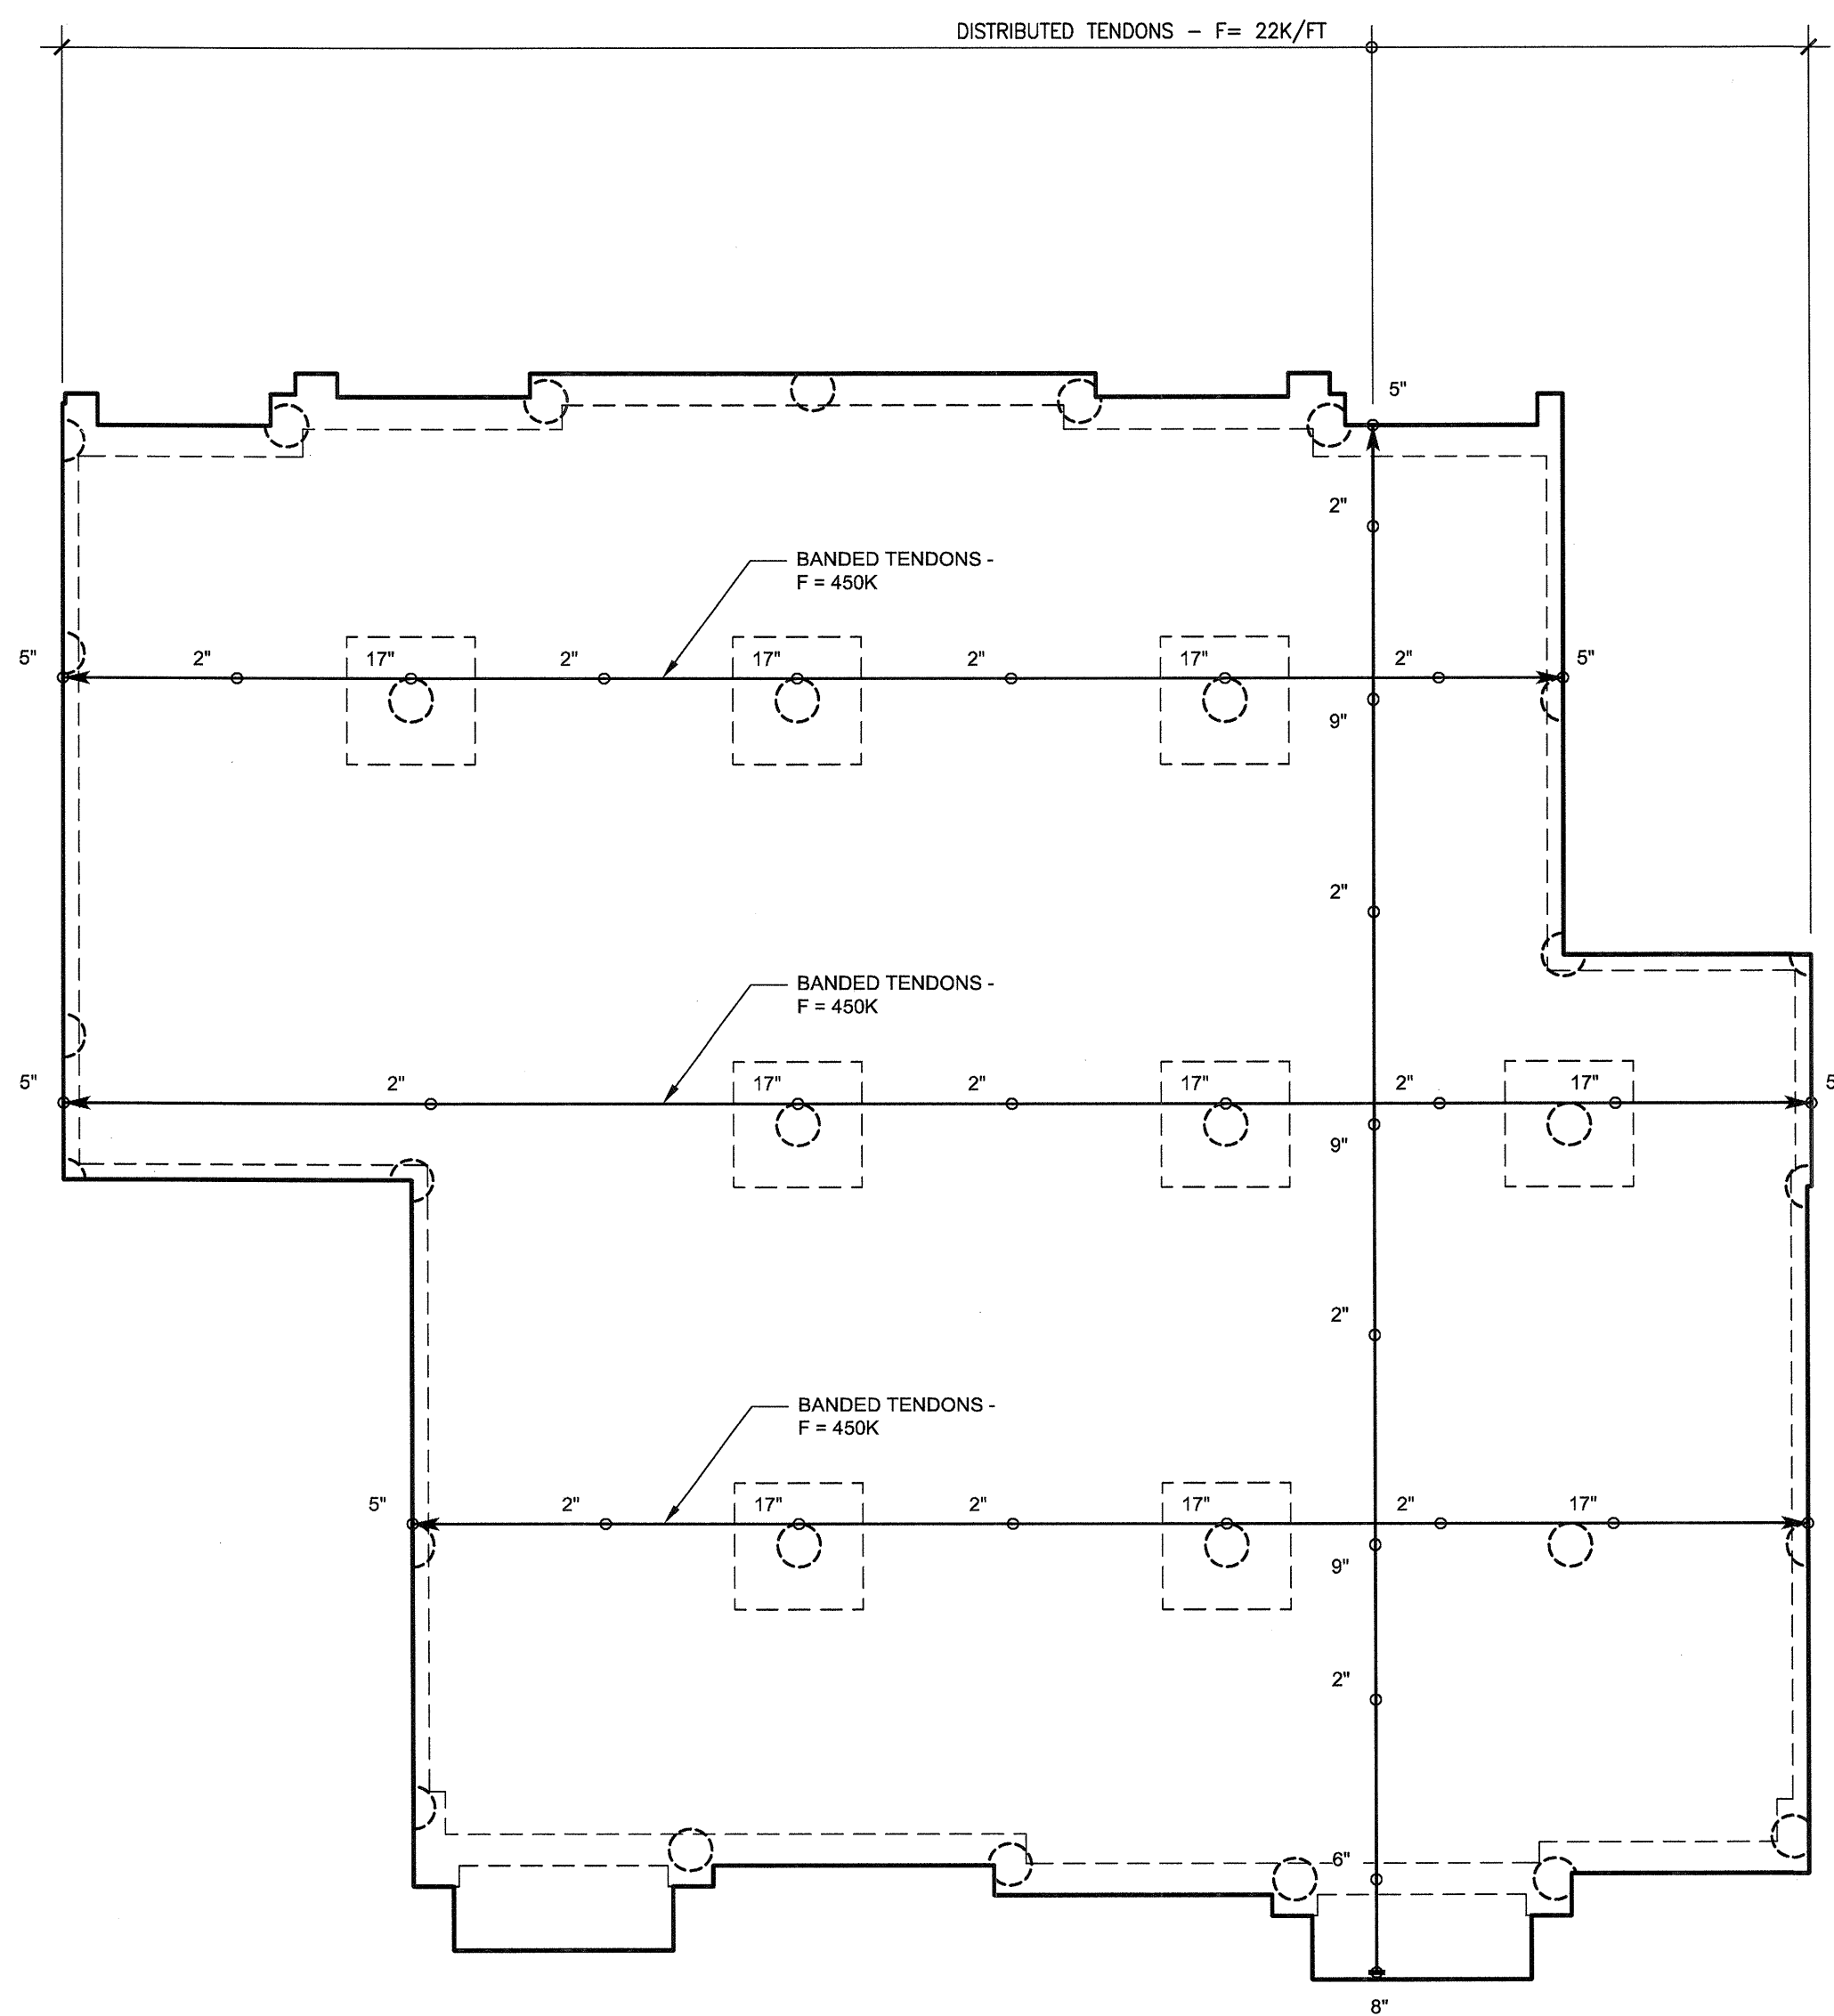 DISTRIBUTED TENDONS - F= 22K/FT
5"
2"
BANDED TENDONS -
F = 450K
5" 2" 17" 2" 17" 2" 17" 2" 5"
9"
2"
BANDED TENDONS -
F = 450K
5" 2" 17" 2" 17" 2" 17" 5
9"
2"
BANDED TENDONS -
F = 450K
5" 2" 17" 2" 17" 2" 17"
9"
2"
6"
8"